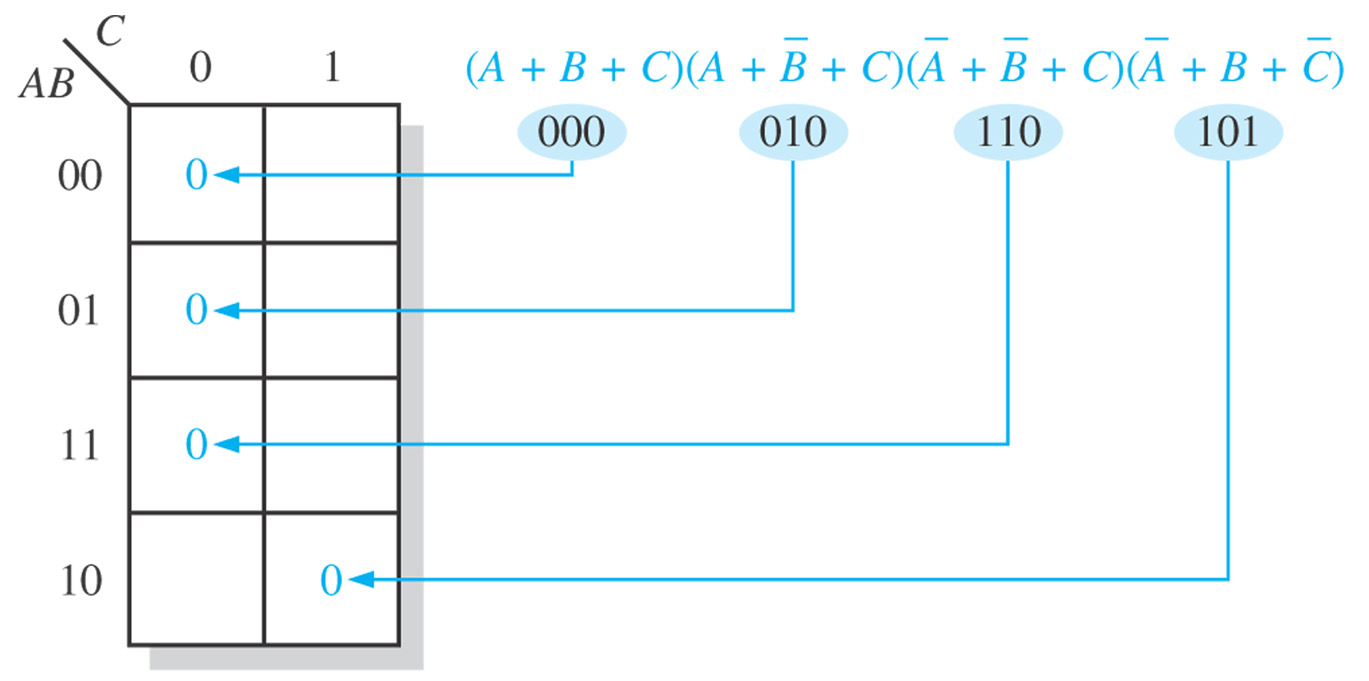 C
AB 0 1 (A + B + C)(A + B̅ + C)(A̅ + B̅ + C)(A̅ + B + C̅)
000 010 110 101
00 0
01 0
11 0
10 0